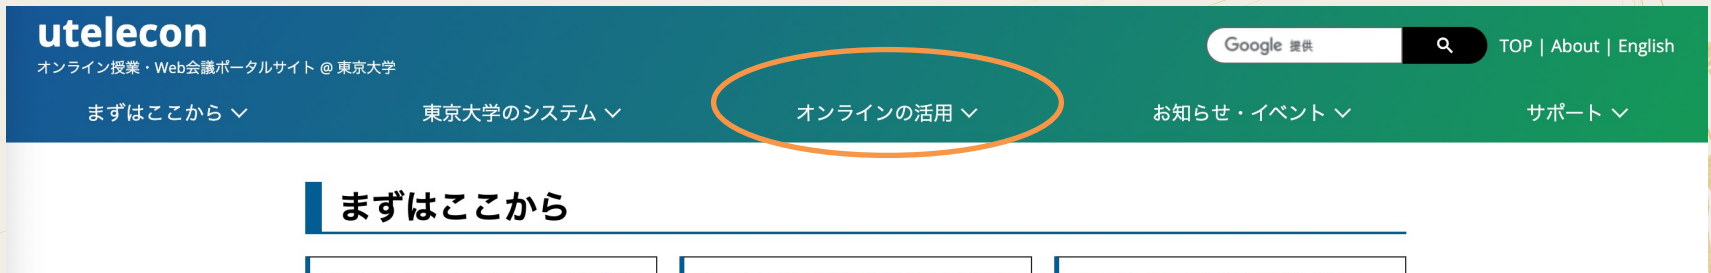 utelecon
オンライン授業・Web会議ポータルサイト @ 東京大学
Google 提供
TOP | About | English
まずはここから
東京大学のシステム
オンラインの活用
お知らせ・イベント
サポート
まずはここから